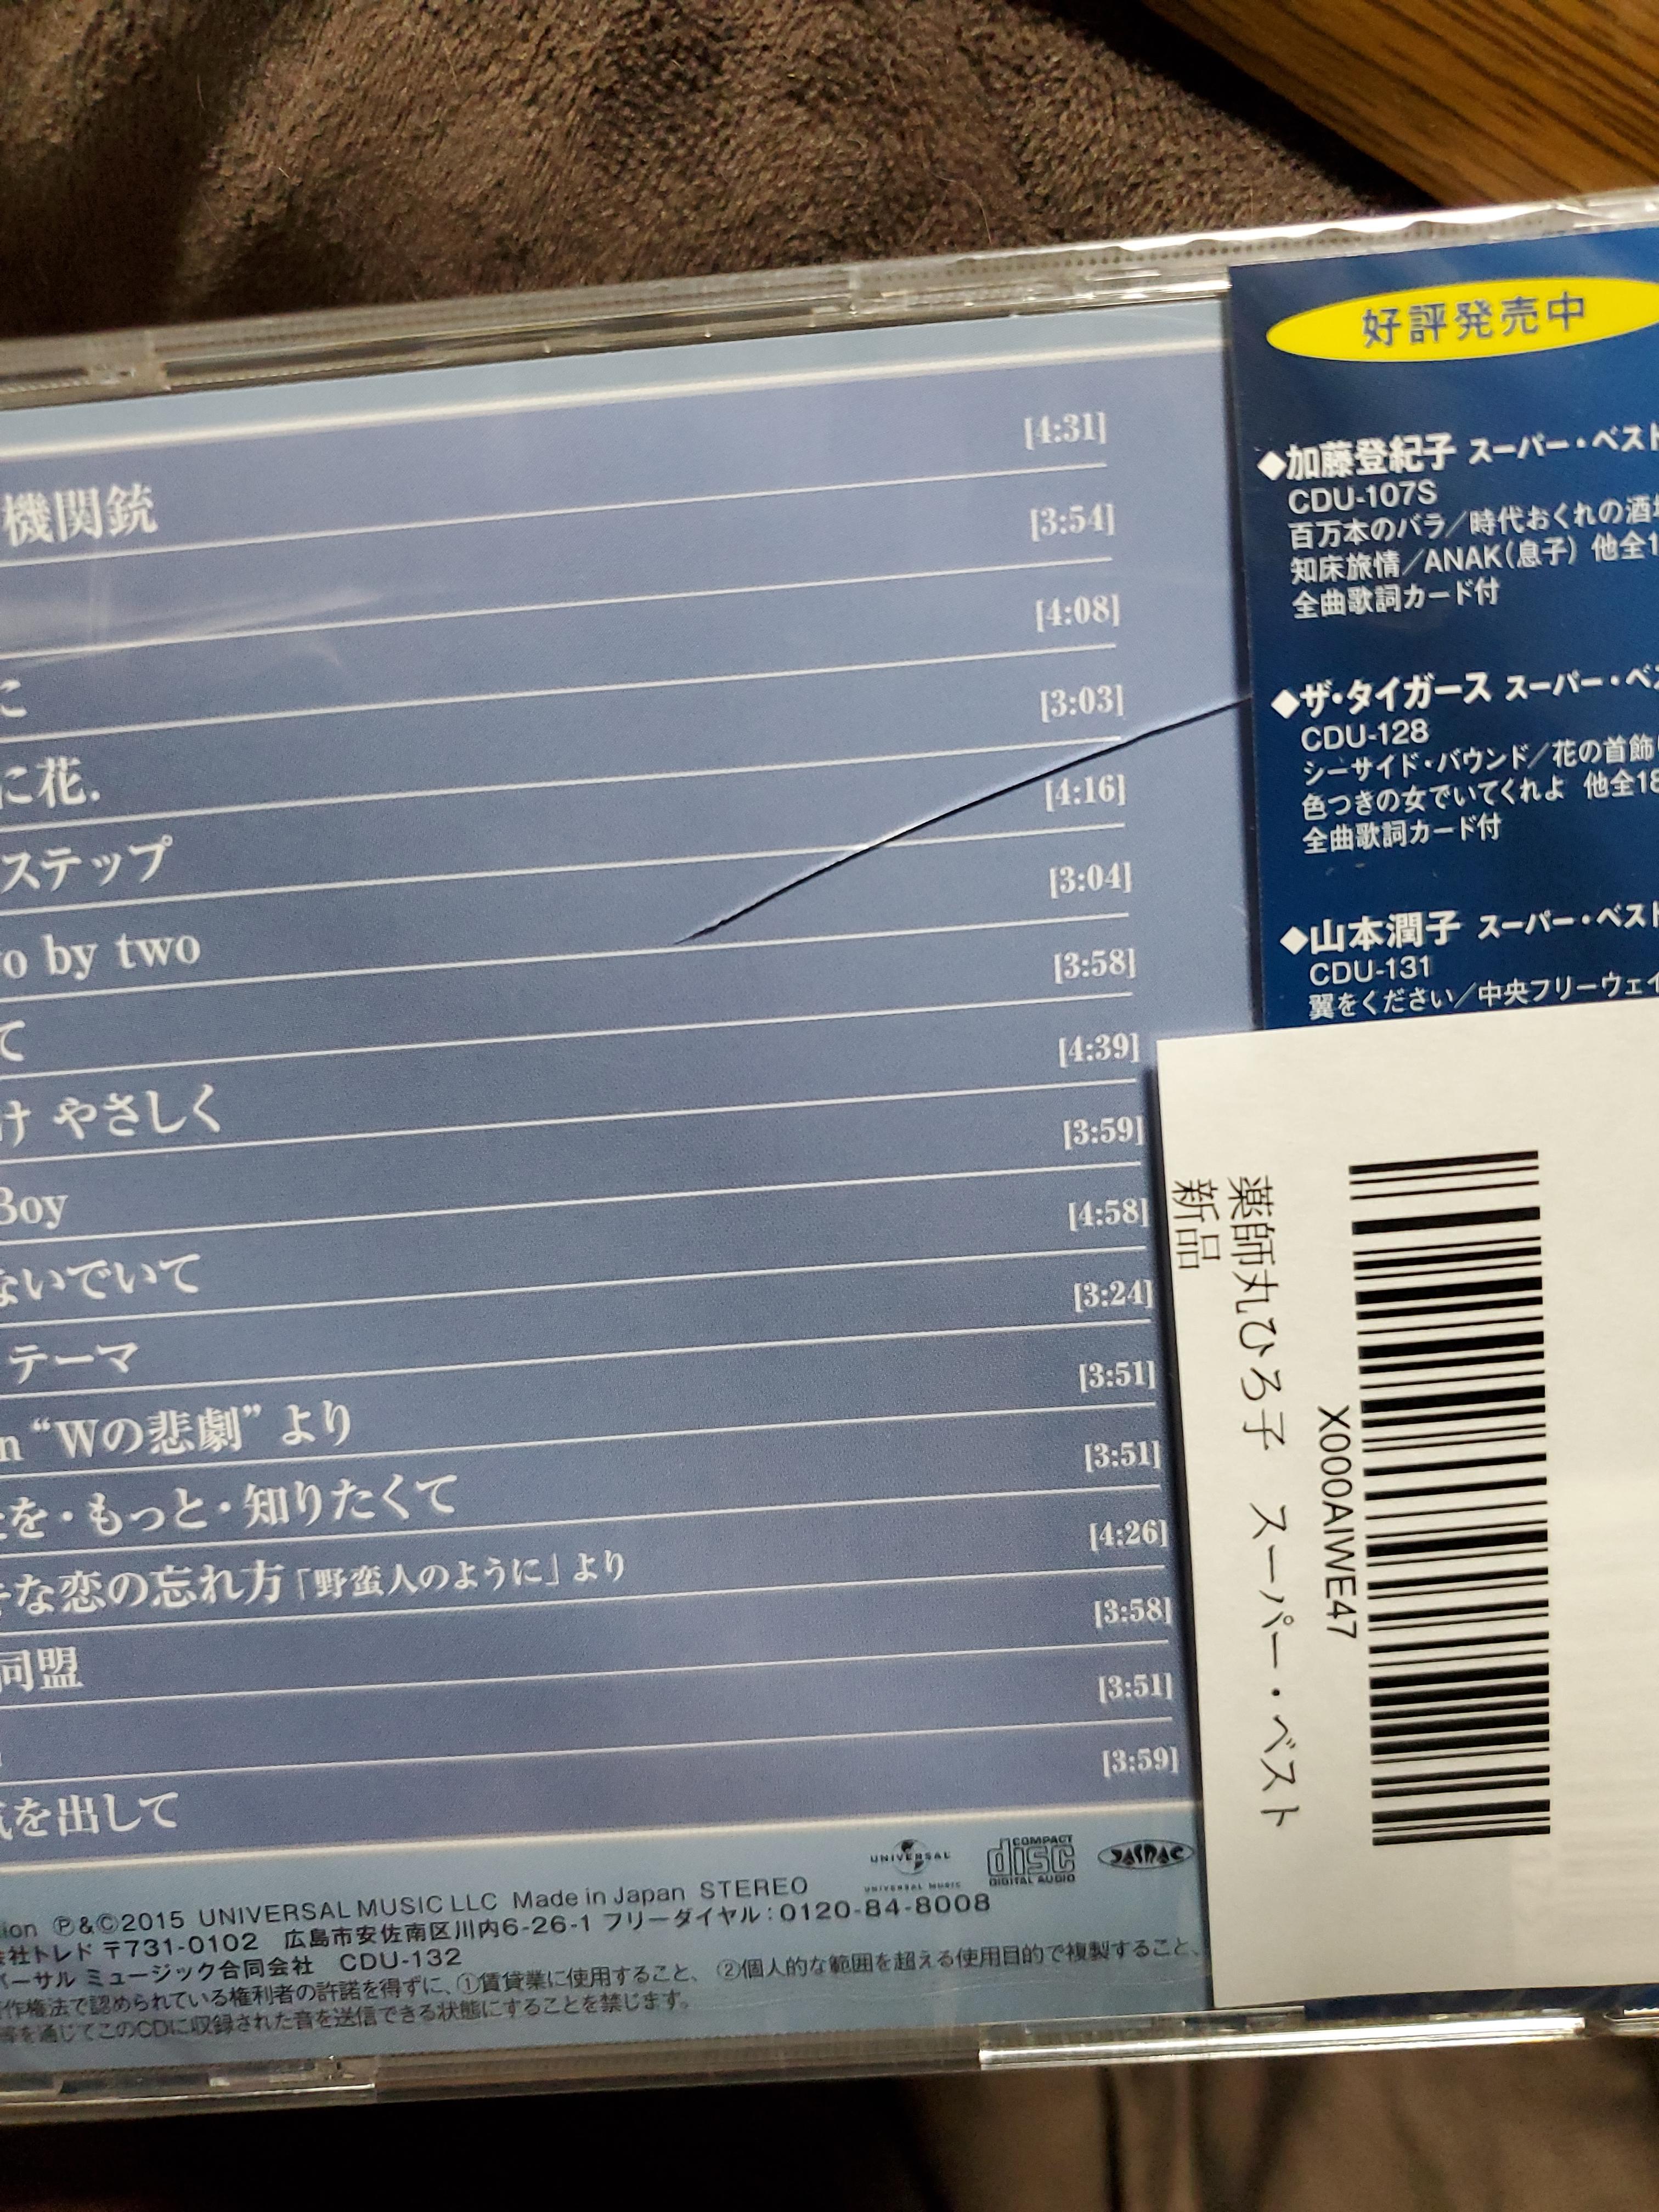 [4:31]
機関銃 [3:54]
[4:08]
こ [3:03]
に花. [4:16]
ステップ [3:04]
o by two [3:58]
て [4:39]
け やさしく [3:59]
Boy [4:58]
ないでいて [3:24]
テーマ [3:51]
n “Wの悲劇” より [3:51]
を・もっと・知りたくて [4:26]
な恋の忘れ方「野蛮人のように」より [3:58]
同盟 [3:51]
[3:59]
を出して
UNIVERSAL
UNIVERSAL MUSIC
COMPACT
disc
DIGITAL AUDIO
JASRAC
ion Ⓟ&Ⓒ2015 UNIVERSAL MUSIC LLC Made in Japan STEREO
会社トレド 〒731-0102 広島市安佐南区川内6-26-1 フリーダイヤル:0120-84-8008
バーサル ミュージック合同会社 CDU-132
作権法で認められている権利者の許諾を得ずに、①賃貸業に使用すること、②個人的な範囲を超える使用目的で複製すること、
等を通じてこのCDに収録された音を送信できる状態にすることを禁じます。
好評発売中
◆加藤登紀子 スーパー・ベスト
CDU-107S
百万本のバラ/時代おくれの酒場
知床旅情/ANAK(息子) 他全1
全曲歌詞カード付
◆ザ・タイガース スーパー・ベス
CDU-128
シーサイド・バウンド/花の首飾り
色つきの女でいてくれよ 他全18
全曲歌詞カード付
◆山本潤子 スーパー・ベスト
CDU-131
翼をください/中央フリーウェイ
X000AIWE47
薬師丸ひろ子 スーパー・ベスト
新品